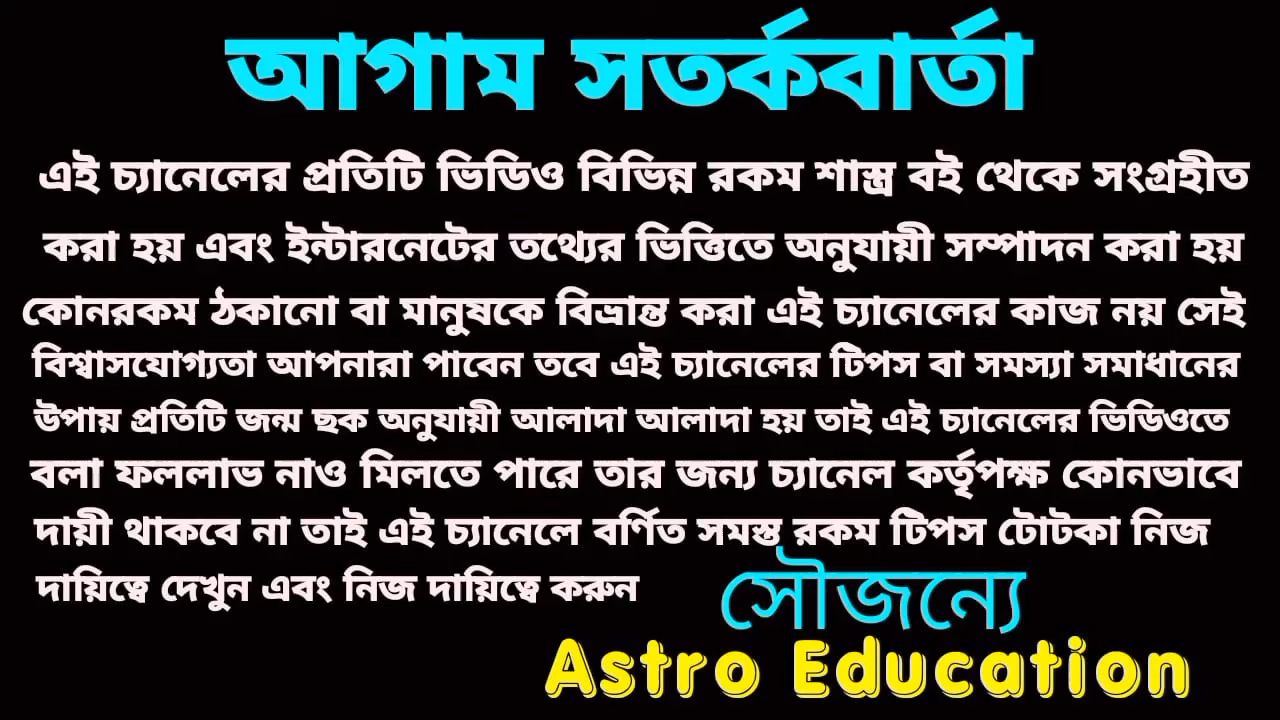 আগাম সতর্কবার্তা
এই চ্যানেলের প্রতিটি ভিডিও বিভিন্ন রকম শাস্ত্র বই থেকে সংগ্রহীত
করা হয় এবং ইন্টারনেটের তথ্যের ভিত্তিতে অনুযায়ী সম্পাদন করা হয়
কোনরকম ঠকানো বা মানুষকে বিভ্রান্ত করা এই চ্যানেলের কাজ নয় সেই
বিশ্বাসযোগ্যতা আপনারা পাবেন তবে এই চ্যানেলের টিপস বা সমস্যা সমাধানের
উপায় প্রতিটি জন্ম ছক অনুযায়ী আলাদা আলাদা হয় তাই এই চ্যানেলের ভিডিওতে
বলা ফললাভ নাও মিলতে পারে তার জন্য চ্যানেল কর্তৃপক্ষ কোনভাবে
দায়ী থাকবে না তাই এই চ্যানেলে বর্ণিত সমস্ত রকম টিপস টোটকা নিজ
দায়িত্বে দেখুন এবং নিজ দায়িত্বে করুন
সৌজন্যে
Astro Education